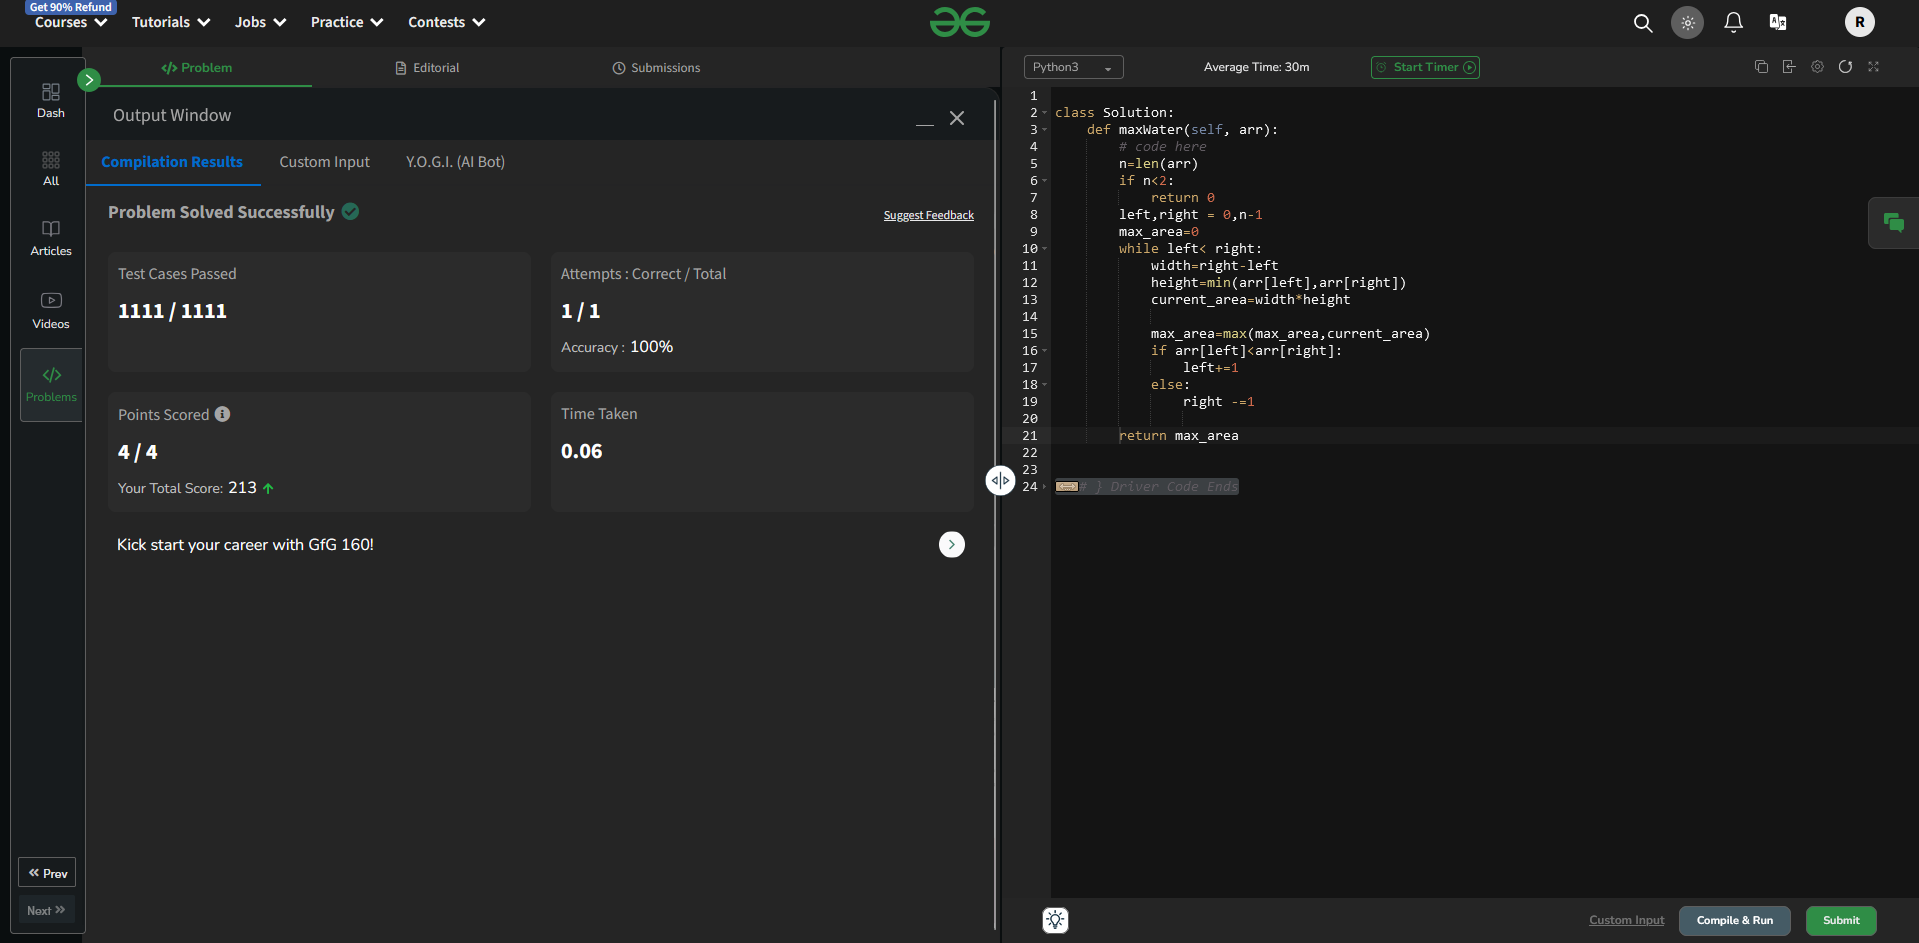 Get 90% Refund
Courses Tutorials Jobs Practice Contests
R
Problem Editorial Submissions
Dash
All
Articles
Videos
Problems
« Prev
Next »
Output Window
Compilation Results Custom Input Y.O.G.I. (AI Bot)
Problem Solved Successfully
Suggest Feedback
Test Cases Passed
1111 / 1111
Attempts : Correct / Total
1 / 1
Accuracy : 100%
Points Scored
4 / 4
Your Total Score: 213
Time Taken
0.06
Kick start your career with GfG 160!
Python3 Average Time: 30m Start Timer
1
2 class Solution:
3     def maxWater(self, arr):
4         # code here
5         n=len(arr)
6         if n<2:
7             return 0
8         left,right = 0,n-1
9         max_area=0
10         while left< right:
11             width=right-left
12             height=min(arr[left],arr[right])
13             current_area=width*height
14
15             max_area=max(max_area,current_area)
16             if arr[left]<arr[right]:
17                 left+=1
18             else:
19                 right -=1
20
21         return max_area
22
23
24 # } Driver Code Ends
Custom Input Compile & Run Submit